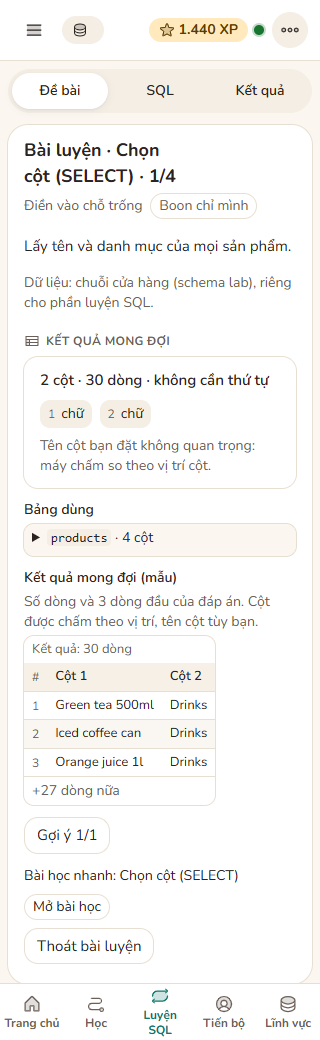 1.440 XP
Đề bài
SQL
Kết quả
Bài luyện · Chọn
cột (SELECT) · 1/4
Điền vào chỗ trống
Boon chỉ mình
Lấy tên và danh mục của mọi sản phẩm.
Dữ liệu: chuỗi cửa hàng (schema lab), riêng
cho phần luyện SQL.
KẾT QUẢ MONG ĐỢI
2 cột · 30 dòng · không cần thứ tự
1 chữ
2 chữ
Tên cột bạn đặt không quan trọng:
máy chấm so theo vị trí cột.
Bảng dùng
products · 4 cột
Kết quả mong đợi (mẫu)
Số dòng và 3 dòng đầu của đáp án. Cột
được chấm theo vị trí, tên cột tùy bạn.
Kết quả: 30 dòng
# Cột 1 Cột 2
1 Green tea 500ml Drinks
2 Iced coffee can Drinks
3 Orange juice 1l Drinks
+27 dòng nữa
Gợi ý 1/1
Bài học nhanh: Chọn cột (SELECT)
Mở bài học
Thoát bài luyện
Trang chủ
Học
Luyện
SQL
Tiến bộ
Lĩnh vực